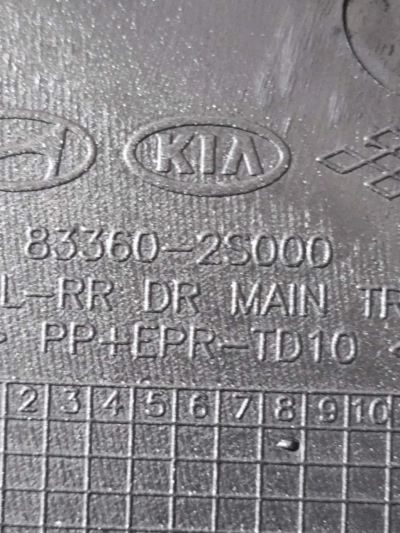 KIA
83360-2S000
L-RR DR MAIN TR
> PP+EPR-TD10 <
2 3 4 5 6 7 8 9 10